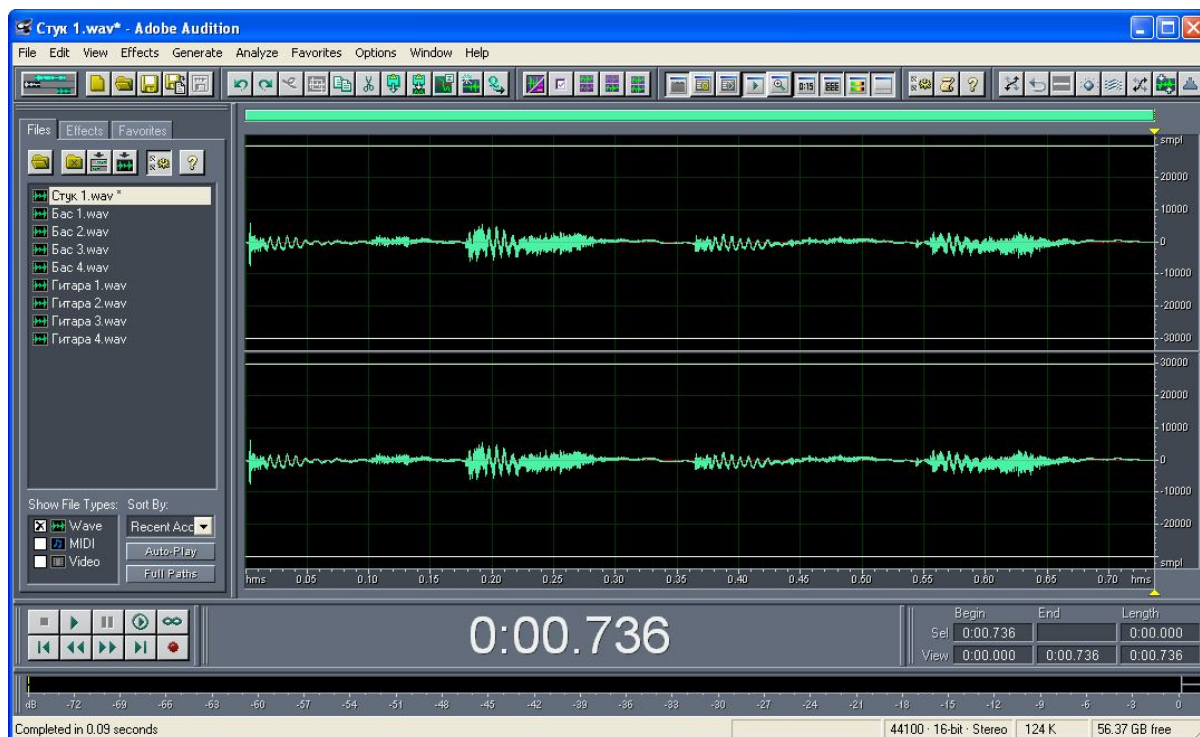 Стук 1.wav* - Adobe Audition
File Edit View Effects Generate Analyze Favorites Options Window Help
Files Effects Favorites
Стук 1.wav *
Бас 1.wav
Бас 2.wav
Бас 3.wav
Бас 4.wav
Гитара 1.wav
Гитара 2.wav
Гитара 3.wav
Гитара 4.wav
Show File Types: Sort By:
Wave Recent Acc
MIDI Auto-Play
Video Full Paths
smpl
20000
10000
0
-10000
-20000
-30000
30000
20000
10000
0
-10000
-20000
smpl
hms 0.05 0.10 0.15 0.20 0.25 0.30 0.35 0.40 0.45 0.50 0.55 0.60 0.65 0.70 hms
0:00.736
Begin End Length
Sel 0:00.736 0:00.000
View 0:00.000 0:00.736 0:00.736
dB -72 -69 -66 -63 -60 -57 -54 -51 -48 -45 -42 -39 -36 -33 -30 -27 -24 -21 -18 -15 -12 -9 -6 -3 0
Completed in 0.09 seconds 44100 · 16-bit · Stereo 124 K 56.37 GB free